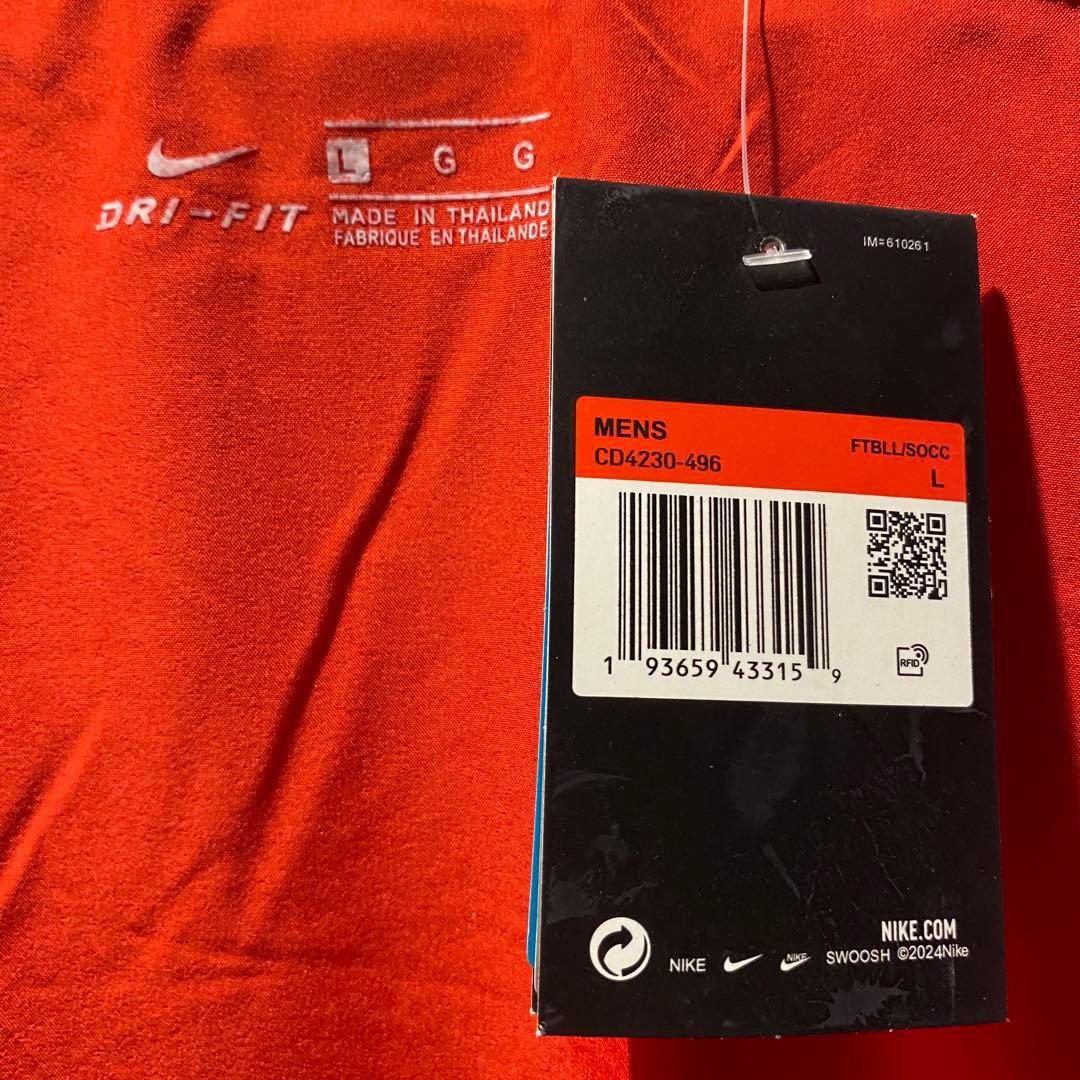 L G G
DRI-FIT
MADE IN THAILAND
FABRIQUE EN THAILANDE
IM=610261
MENS
CD4230-496
FTBLL/SOCC
L
1 93659 43315 9
RFID
NIKE.COM
NIKE NIKE SWOOSH ©2024Nike